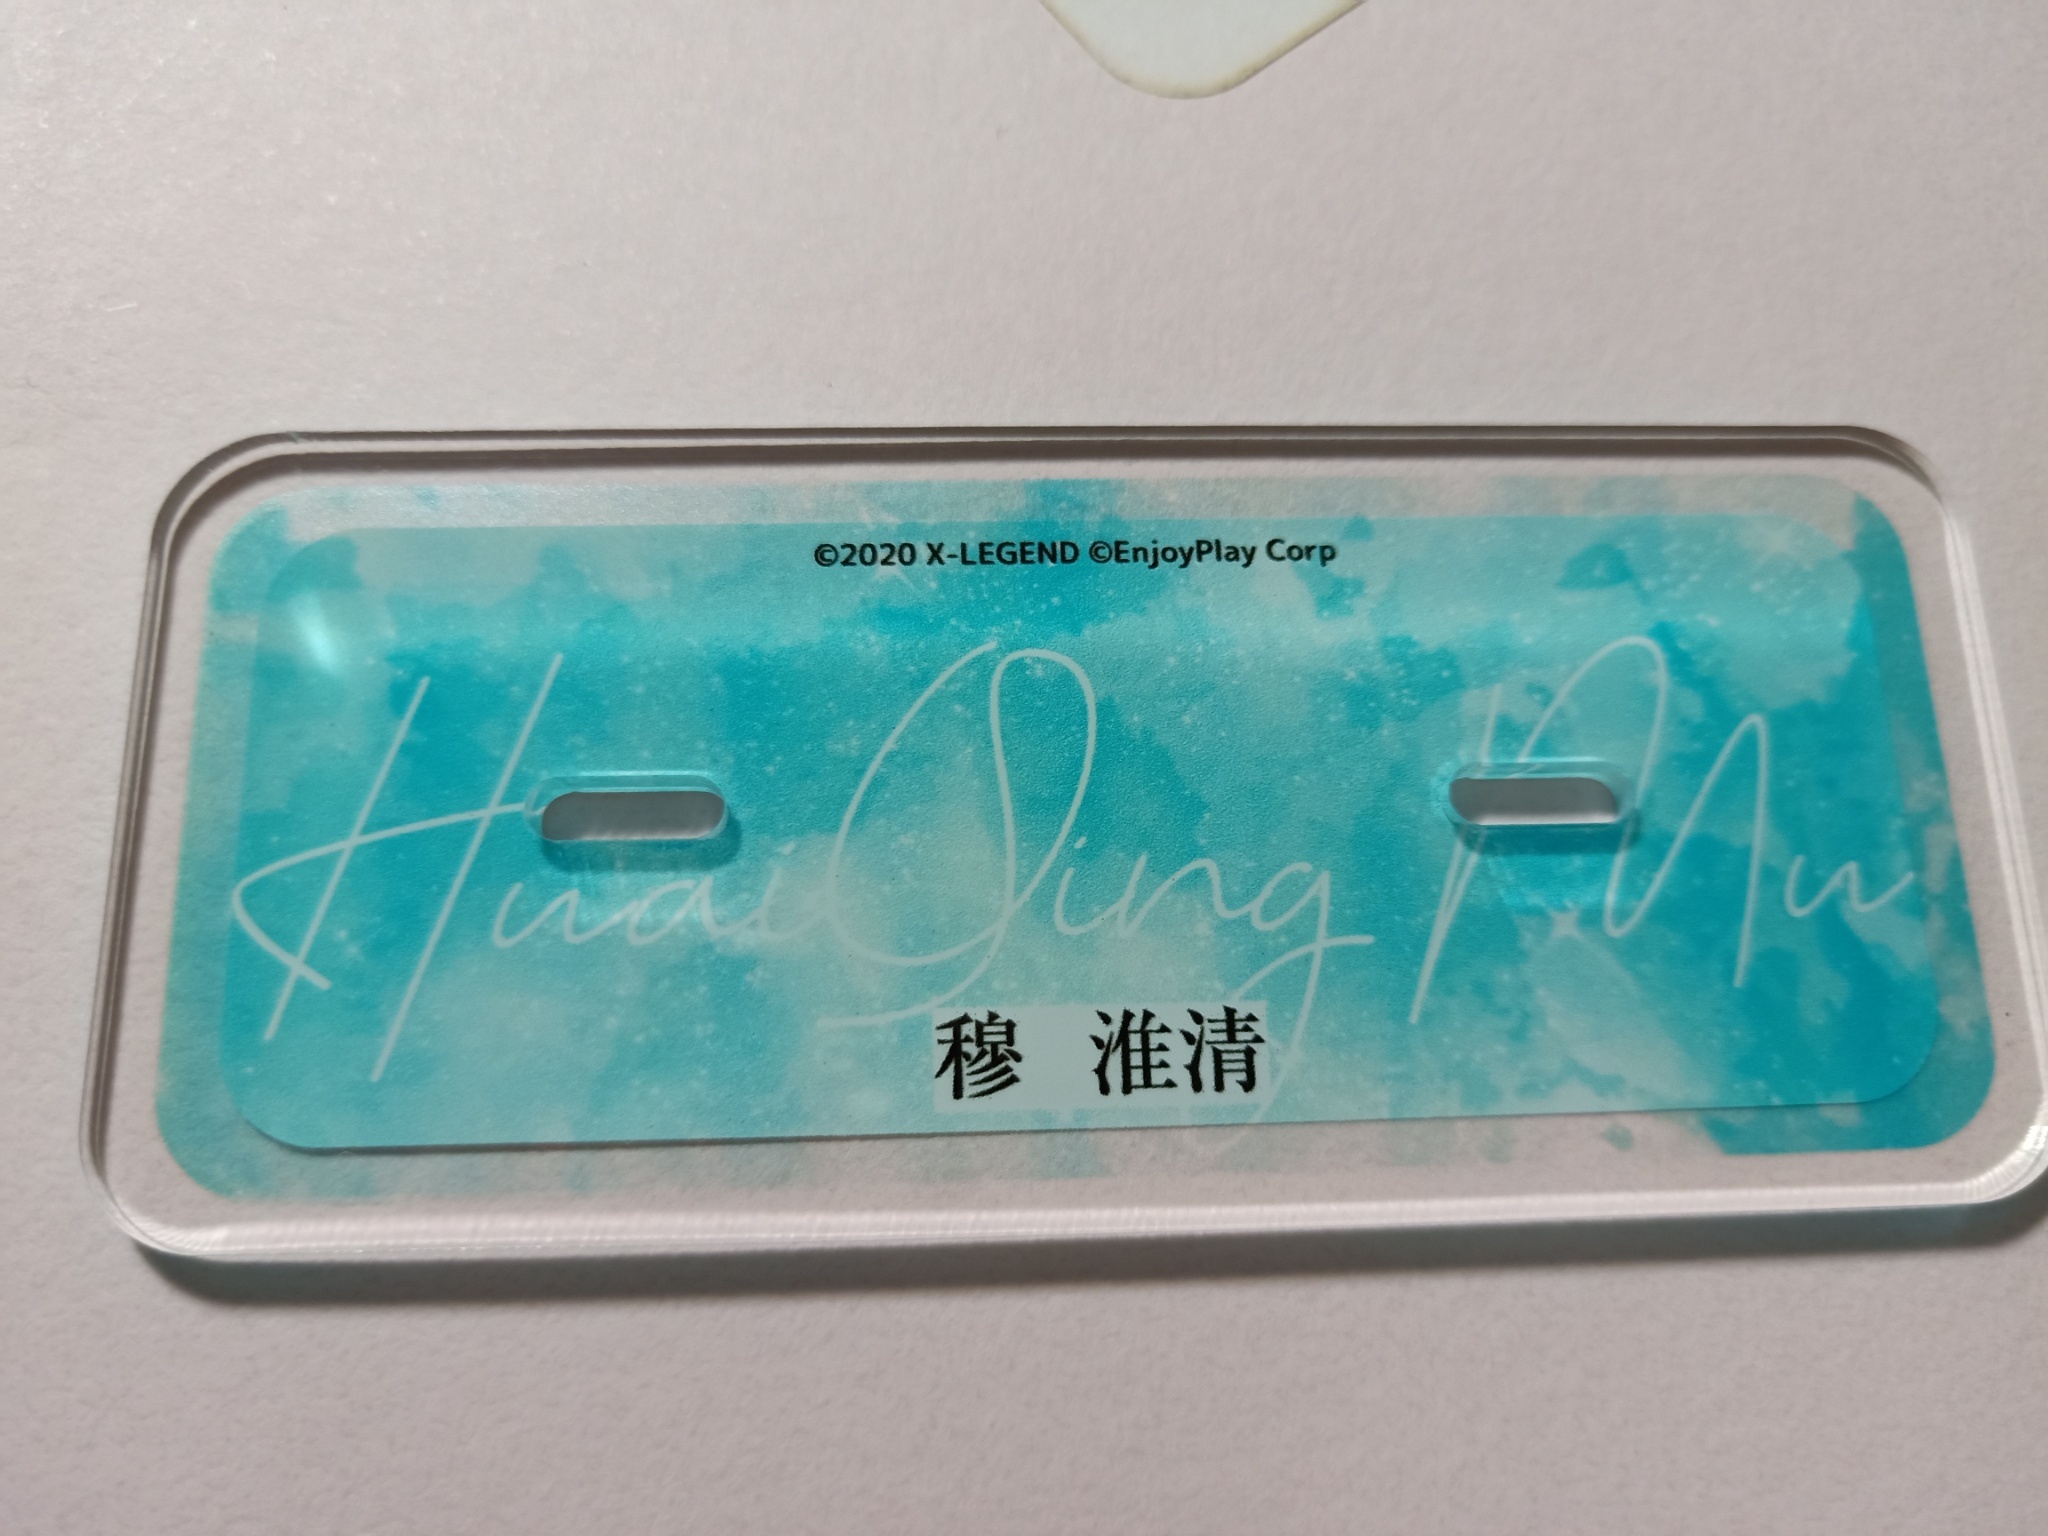 ©2020 X-LEGEND ©EnjoyPlay Corp
HuaiQing Mu
穆 淮清